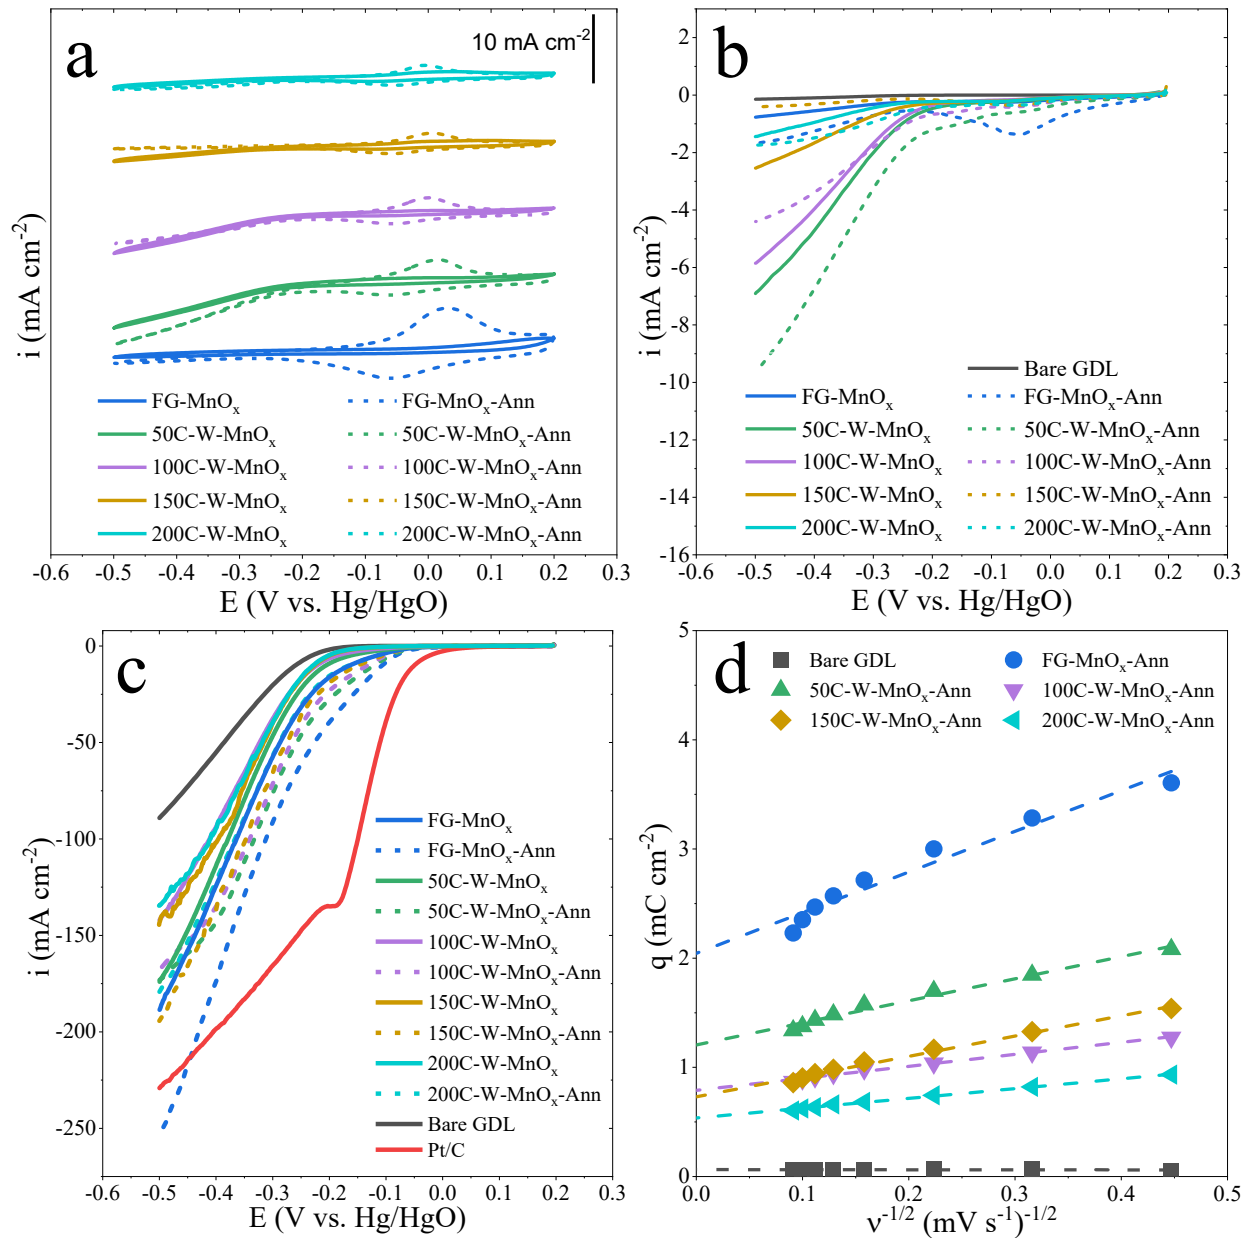 a
10 mA cm-2
i (mA cm-2)
FG-MnOx
FG-MnOx-Ann
50C-W-MnOx
50C-W-MnOx-Ann
100C-W-MnOx
100C-W-MnOx-Ann
150C-W-MnOx
150C-W-MnOx-Ann
200C-W-MnOx
200C-W-MnOx-Ann
-0.6 -0.5 -0.4 -0.3 -0.2 -0.1 0.0 0.1 0.2 0.3
E (V vs. Hg/HgO)
b
2
0
-2
-4
-6
-8
-10
-12
-14
-16
i (mA cm-2)
Bare GDL
FG-MnOx
FG-MnOx-Ann
50C-W-MnOx
50C-W-MnOx-Ann
100C-W-MnOx
100C-W-MnOx-Ann
150C-W-MnOx
150C-W-MnOx-Ann
200C-W-MnOx
200C-W-MnOx-Ann
-0.6 -0.5 -0.4 -0.3 -0.2 -0.1 0.0 0.1 0.2 0.3
E (V vs. Hg/HgO)
c
0
-50
-100
-150
-200
-250
i (mA cm-2)
FG-MnOx
FG-MnOx-Ann
50C-W-MnOx
50C-W-MnOx-Ann
100C-W-MnOx
100C-W-MnOx-Ann
150C-W-MnOx
150C-W-MnOx-Ann
200C-W-MnOx
200C-W-MnOx-Ann
Bare GDL
Pt/C
-0.6 -0.5 -0.4 -0.3 -0.2 -0.1 0.0 0.1 0.2 0.3
E (V vs. Hg/HgO)
d
5
4
3
2
1
0
q (mC cm-2)
Bare GDL
FG-MnOx-Ann
50C-W-MnOx-Ann
100C-W-MnOx-Ann
150C-W-MnOx-Ann
200C-W-MnOx-Ann
0.0 0.1 0.2 0.3 0.4 0.5
ν-1/2 (mV s-1)-1/2